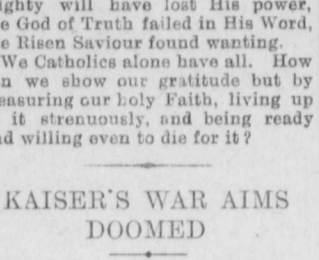 ighty will have lost His power,
e God of Truth failed in His Word,
e Risen Saviour found wanting.
We Catholics alone have all. How
n we show our gratitude but by
easuring our holy Faith, living up
it strenuously, and being ready
d willing even to die for it?
KAISER'S WAR AIMS
DOOMED